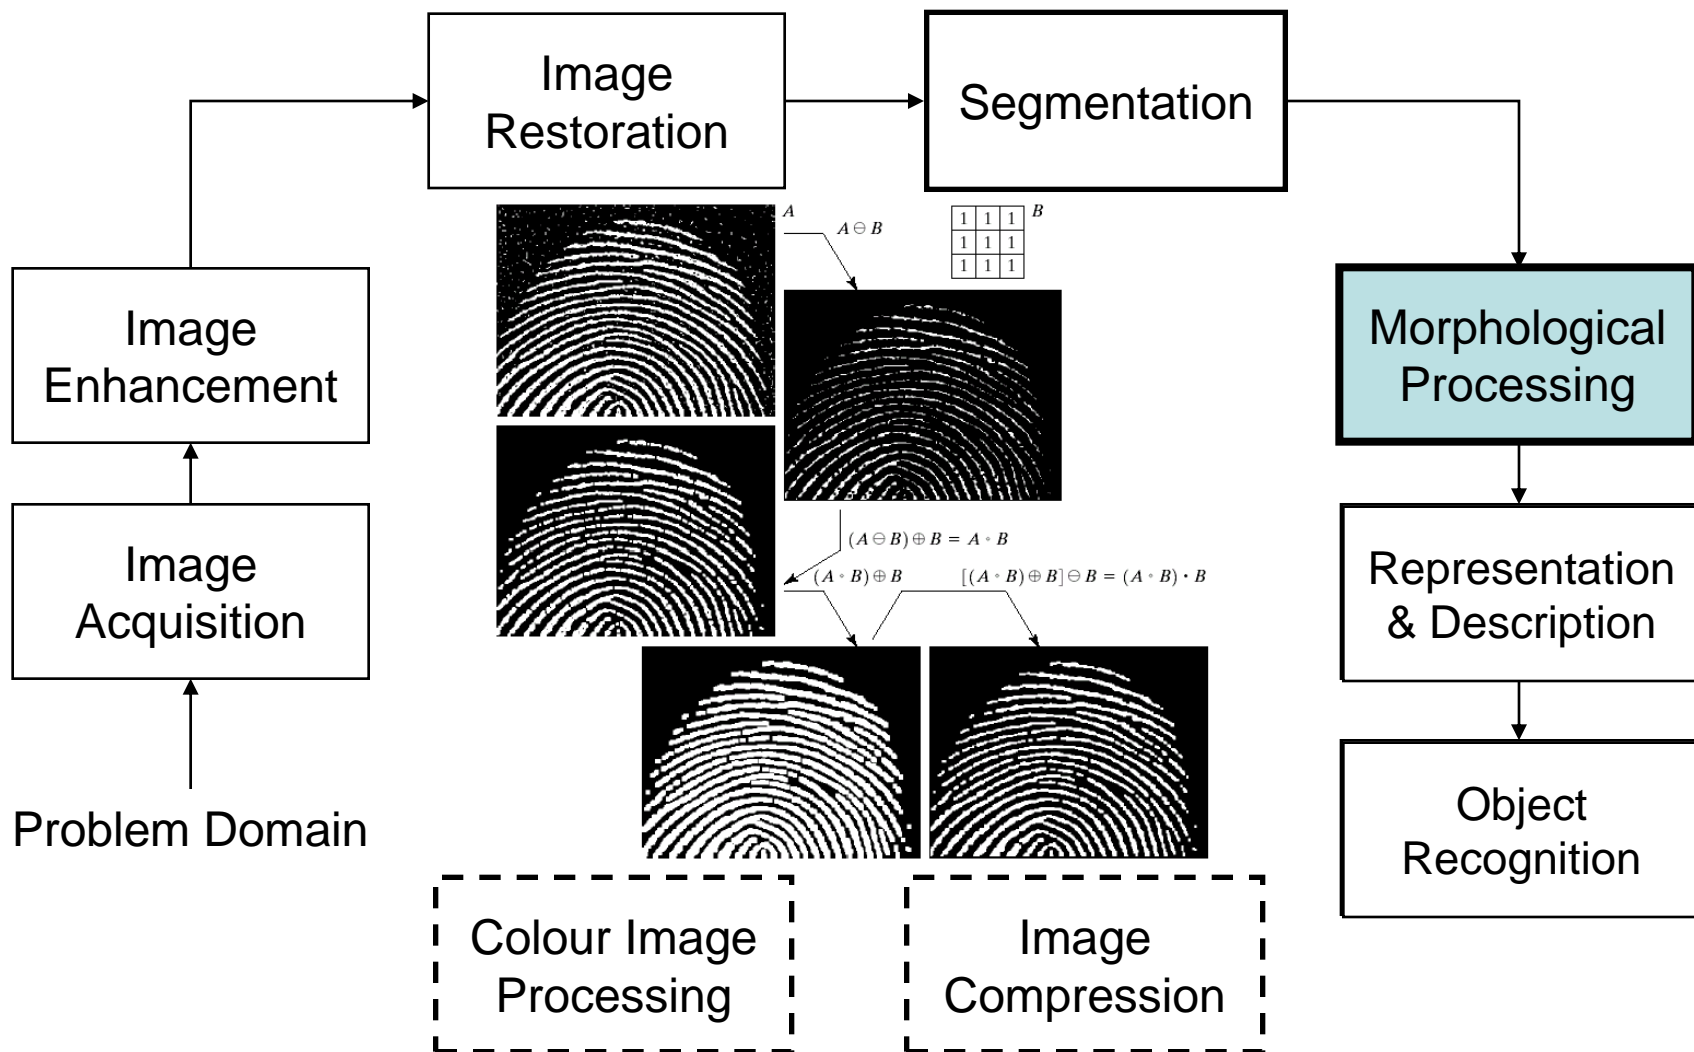 Image
Restoration
Segmentation
A
A ⊖ B
1 1 1
1 1 1
1 1 1
B
Image
Enhancement
Morphological
Processing
Image
Acquisition
(A ⊖ B) ⊕ B = A ∘ B
(A ∘ B) ⊕ B
[(A ∘ B) ⊕ B] ⊖ B = (A ∘ B) • B
Representation
& Description
Problem Domain
Object
Recognition
Colour Image
Processing
Image
Compression